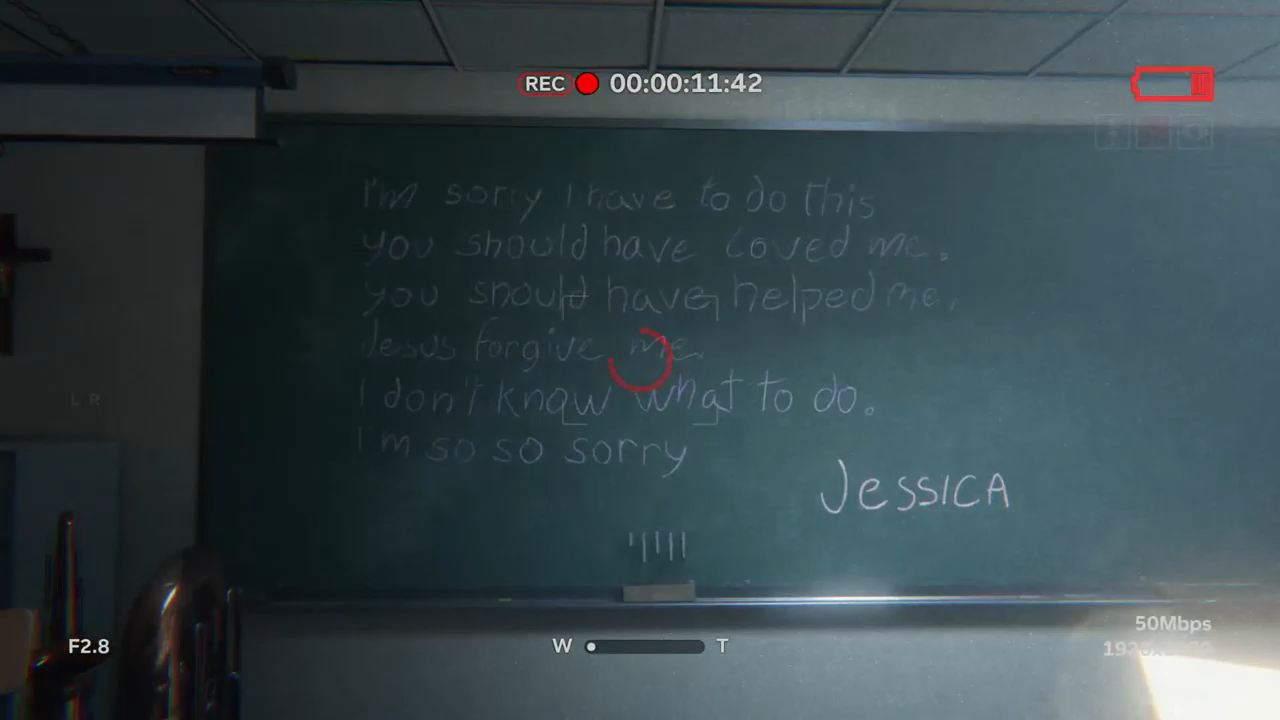 REC 00:00:11:42
I'm sorry I have to do this
you should have loved me.
you should have helped me.
Jesus forgive me.
L R
I don't know what to do.
I'm so so sorry
JESSICA
50Mbps
F2.8
W T